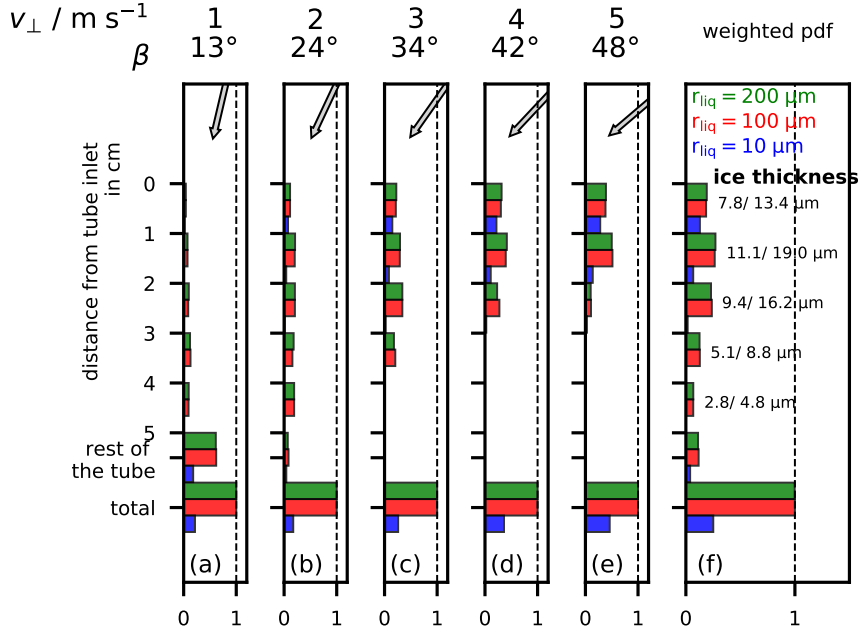 v⊥ / m s⁻¹ 1 2 3 4 5 weighted pdf
β 13° 24° 34° 42° 48°
r_liq = 200 µm
r_liq = 100 µm
r_liq = 10 µm
ice thickness
distance from tube inlet
in cm
0
7.8/ 13.4 µm
1
11.1/ 19.0 µm
2
9.4/ 16.2 µm
3
5.1/ 8.8 µm
4
2.8/ 4.8 µm
5
rest of
the tube
total
(a) (b) (c) (d) (e) (f)
0 1 0 1 0 1 0 1 0 1 0 1